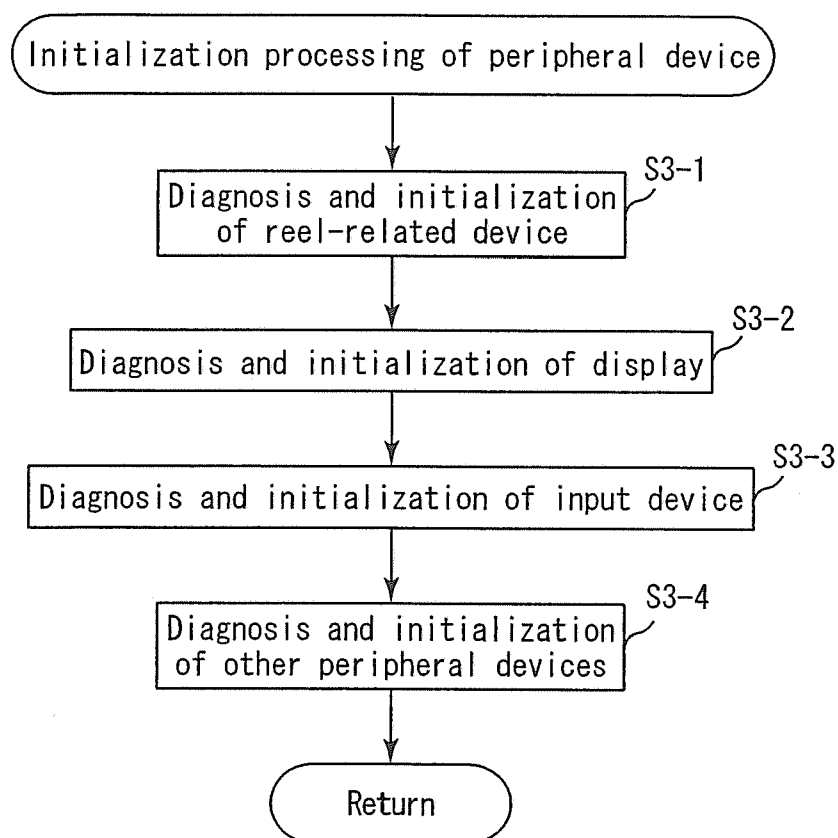 Initialization processing of peripheral device
S3-1
Diagnosis and initialization
of reel-related device
S3-2
Diagnosis and initialization of display
S3-3
Diagnosis and initialization of input device
S3-4
Diagnosis and initialization
of other peripheral devices
Return